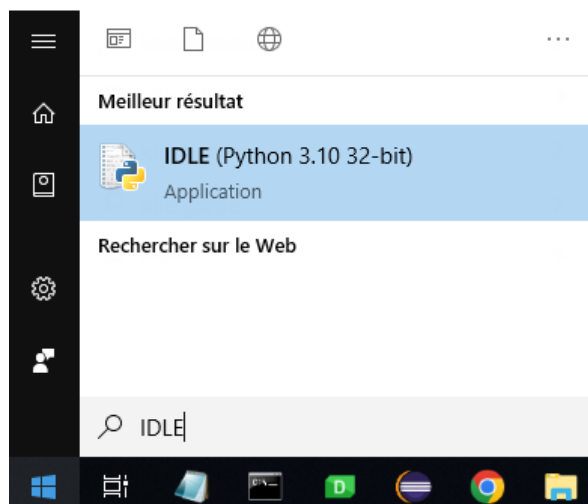 Meilleur résultat
IDLE (Python 3.10 32-bit)
Application
Rechercher sur le Web
IDLE
C:\_
D